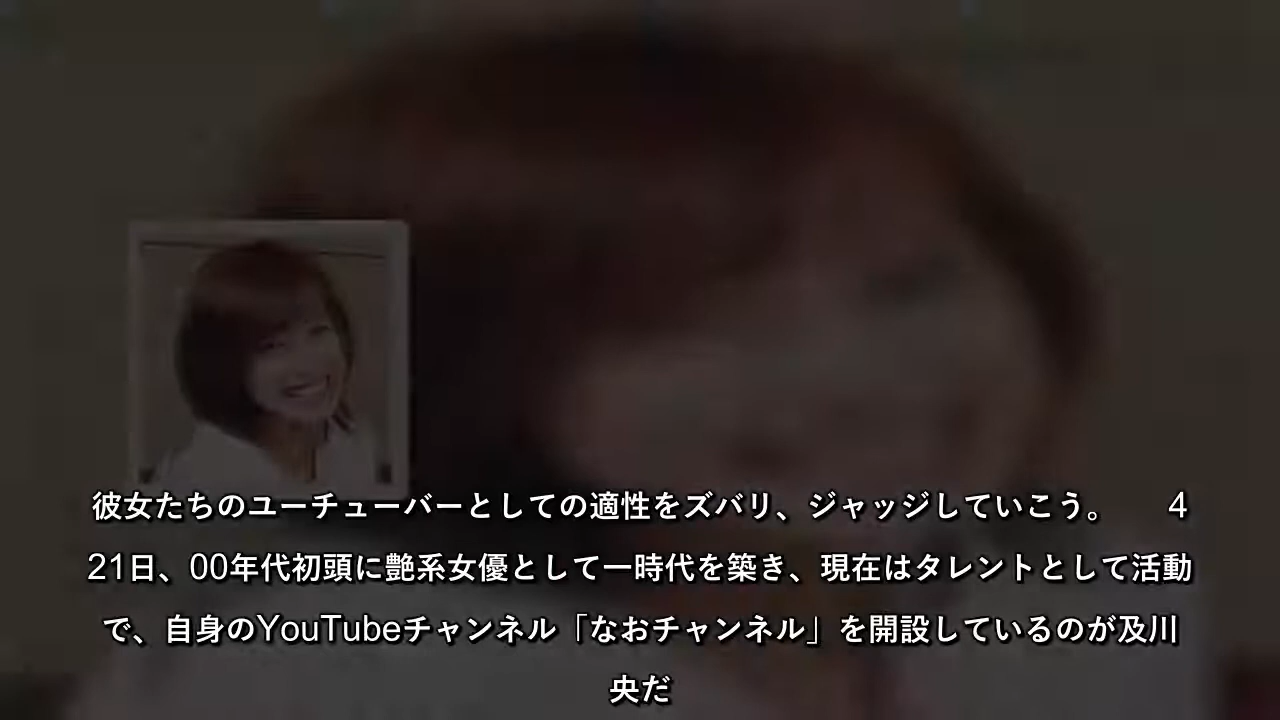 彼女たちのユーチューバーとしての適性をズバリ、ジャッジしていこう。　　4
21日、00年代初頭に艶系女優として一時代を築き、現在はタレントとして活動
で、自身のYouTubeチャンネル「なおチャンネル」を開設しているのが及川
央だ